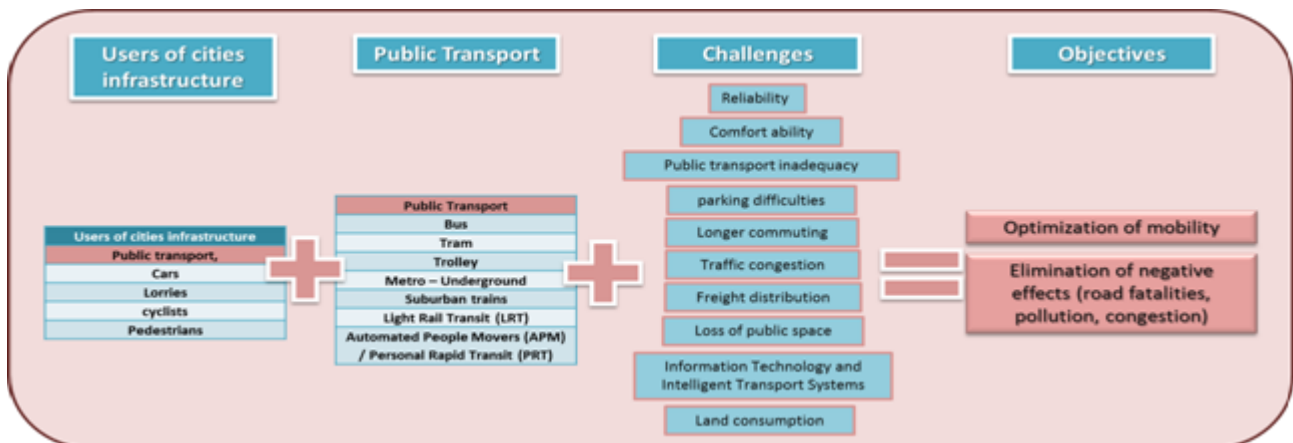 Users of cities
infrastructure
Users of cities infrastructure
Public transport,
Cars
Lorries
cyclists
Pedestrians
Public Transport
Public Transport
Bus
Tram
Trolley
Metro – Underground
Suburban trains
Light Rail Transit (LRT)
Automated People Movers (APM)
/ Personal Rapid Transit (PRT)
Challenges
Reliability
Comfort ability
Public transport inadequacy
parking difficulties
Longer commuting
Traffic congestion
Freight distribution
Loss of public space
Information Technology and
Intelligent Transport Systems
Land consumption
Objectives
Optimization of mobility
Elimination of negative
effects (road fatalities,
pollution, congestion)